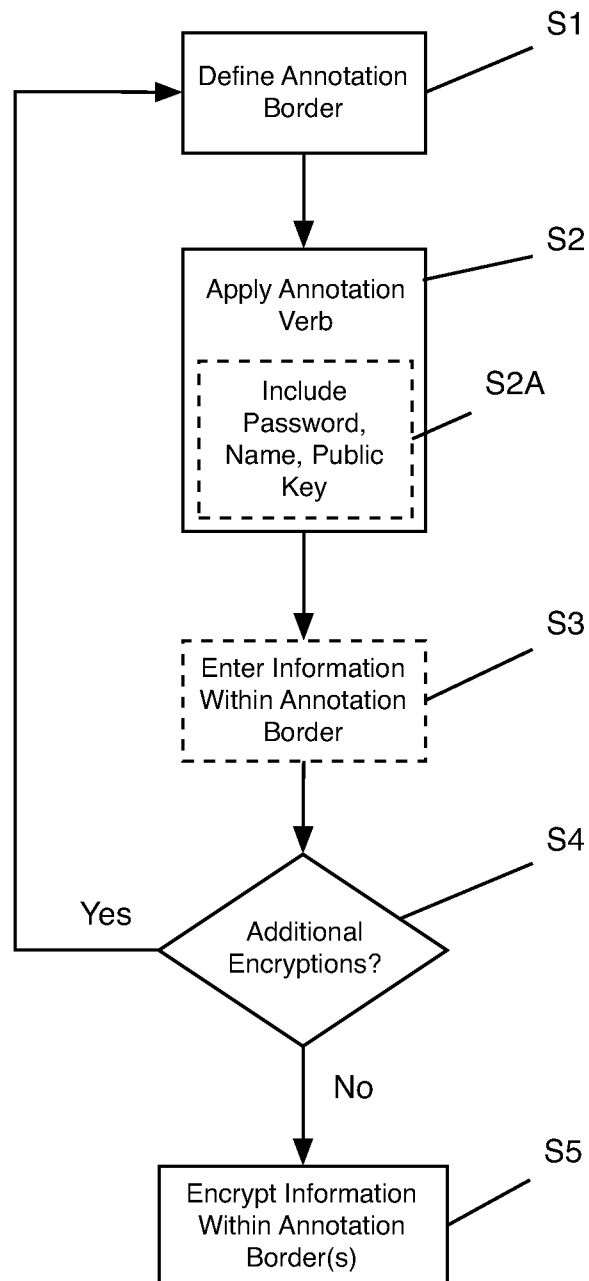 S1
Define Annotation
Border
S2
Apply Annotation
Verb
S2A
Include
Password,
Name, Public
Key
S3
Enter Information
Within Annotation
Border
S4
Yes
Additional
Encryptions?
No
S5
Encrypt Information
Within Annotation
Border(s)